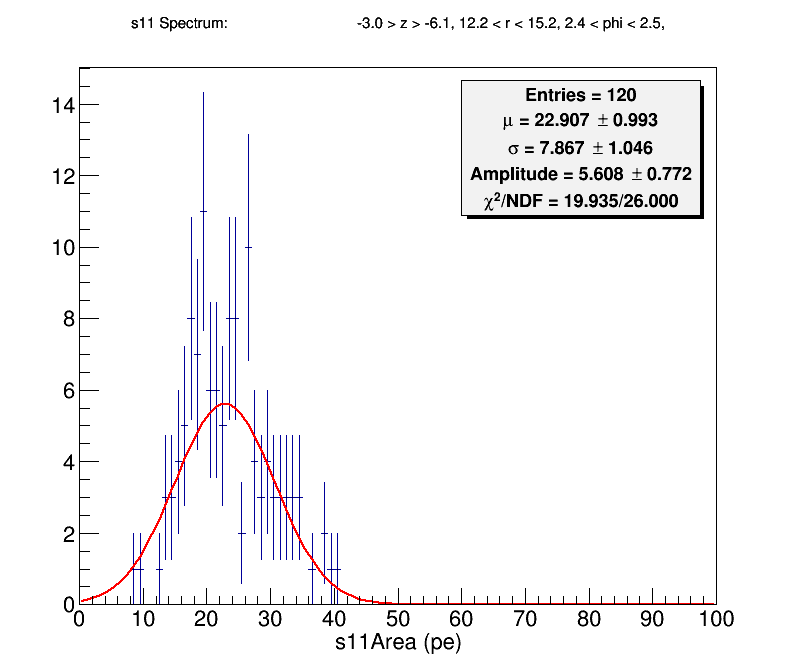 s11 Spectrum: -3.0 > z > -6.1, 12.2 < r < 15.2, 2.4 < phi < 2.5,
Entries = 120
μ = 22.907 ± 0.993
σ = 7.867 ± 1.046
Amplitude = 5.608 ± 0.772
χ²/NDF = 19.935/26.000
14
12
10
8
6
4
2
0
0 10 20 30 40 50 60 70 80 90 100
s11Area (pe)